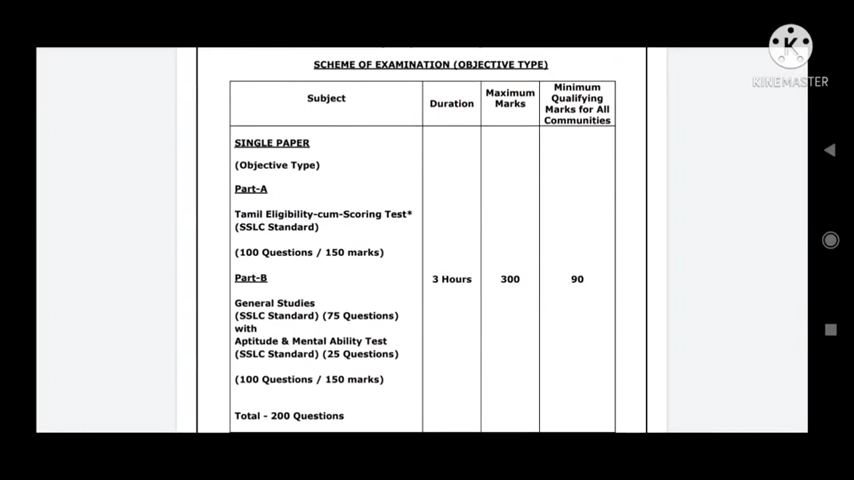 K
KINEMASTER
SCHEME OF EXAMINATION (OBJECTIVE TYPE)
Subject
Duration
Maximum
Marks
Minimum
Qualifying
Marks for All
Communities
SINGLE PAPER
(Objective Type)
Part-A
Tamil Eligibility-cum-Scoring Test*
(SSLC Standard)
(100 Questions / 150 marks)
Part-B
General Studies
(SSLC Standard) (75 Questions)
with
Aptitude & Mental Ability Test
(SSLC Standard) (25 Questions)
(100 Questions / 150 marks)
Total - 200 Questions
3 Hours
300
90